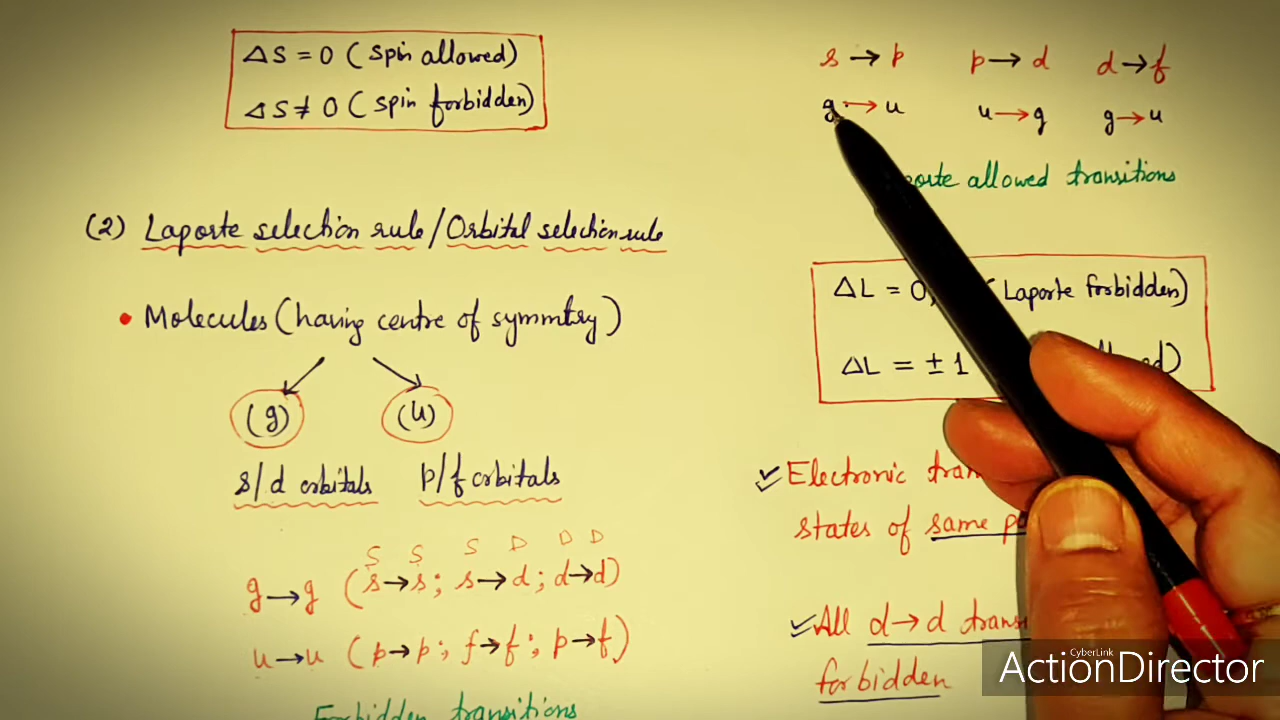 ΔS = 0 (spin allowed)
ΔS ≠ 0 (spin forbidden)
(2) Laporte selection rule/Orbital selection rule
• Molecules (having centre of symmtry)
(g) (u)
s/d orbitals p/f orbitals
S S S D D D
g→g (s→s; s→d; d→d)
u→u (p→p; f→f; p→f)
Forbidden transitions
s → p p → d d → f
g → u u → g g → u
allowed transitions
ΔL = 0, (Laporte forbidden)
ΔL = ± 1
Electronic
states of same
All d→d
forbidden
CyberLink
ActionDirector